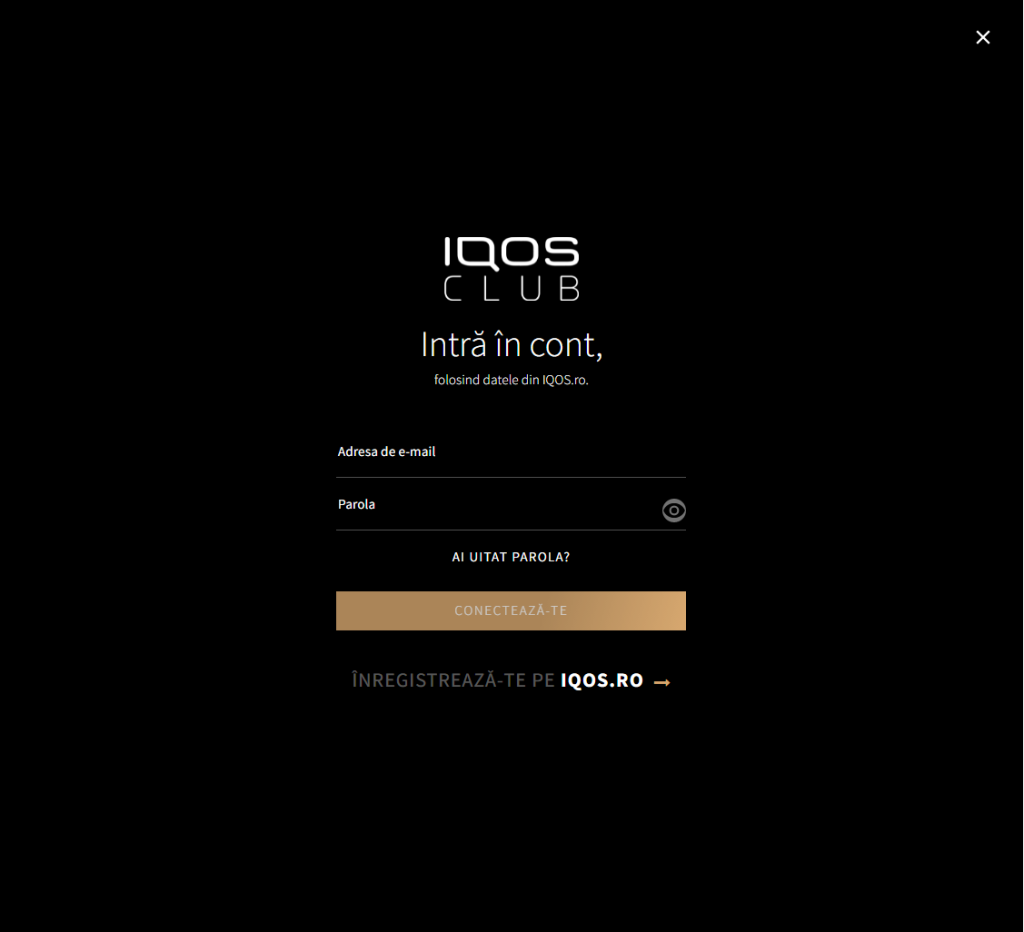 IQOS
CLUB
Intră în cont,
folosind datele din IQOS.ro.
Adresa de e-mail
Parola
AI UITAT PAROLA?
CONECTEAZĂ-TE
ÎNREGISTREAZĂ-TE PE IQOS.RO →